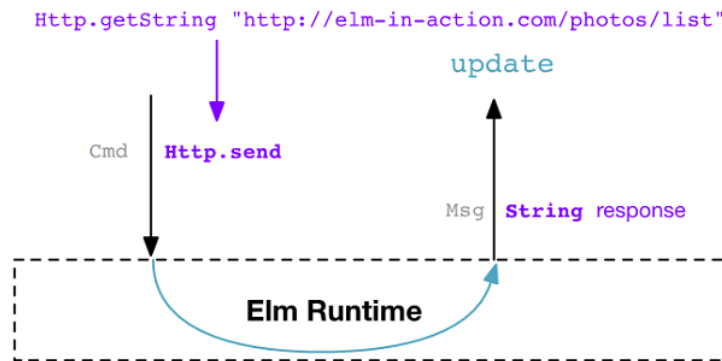 Http.getString "http://elm-in-action.com/photos/list"
update
Cmd Http.send
Msg String response
Elm Runtime